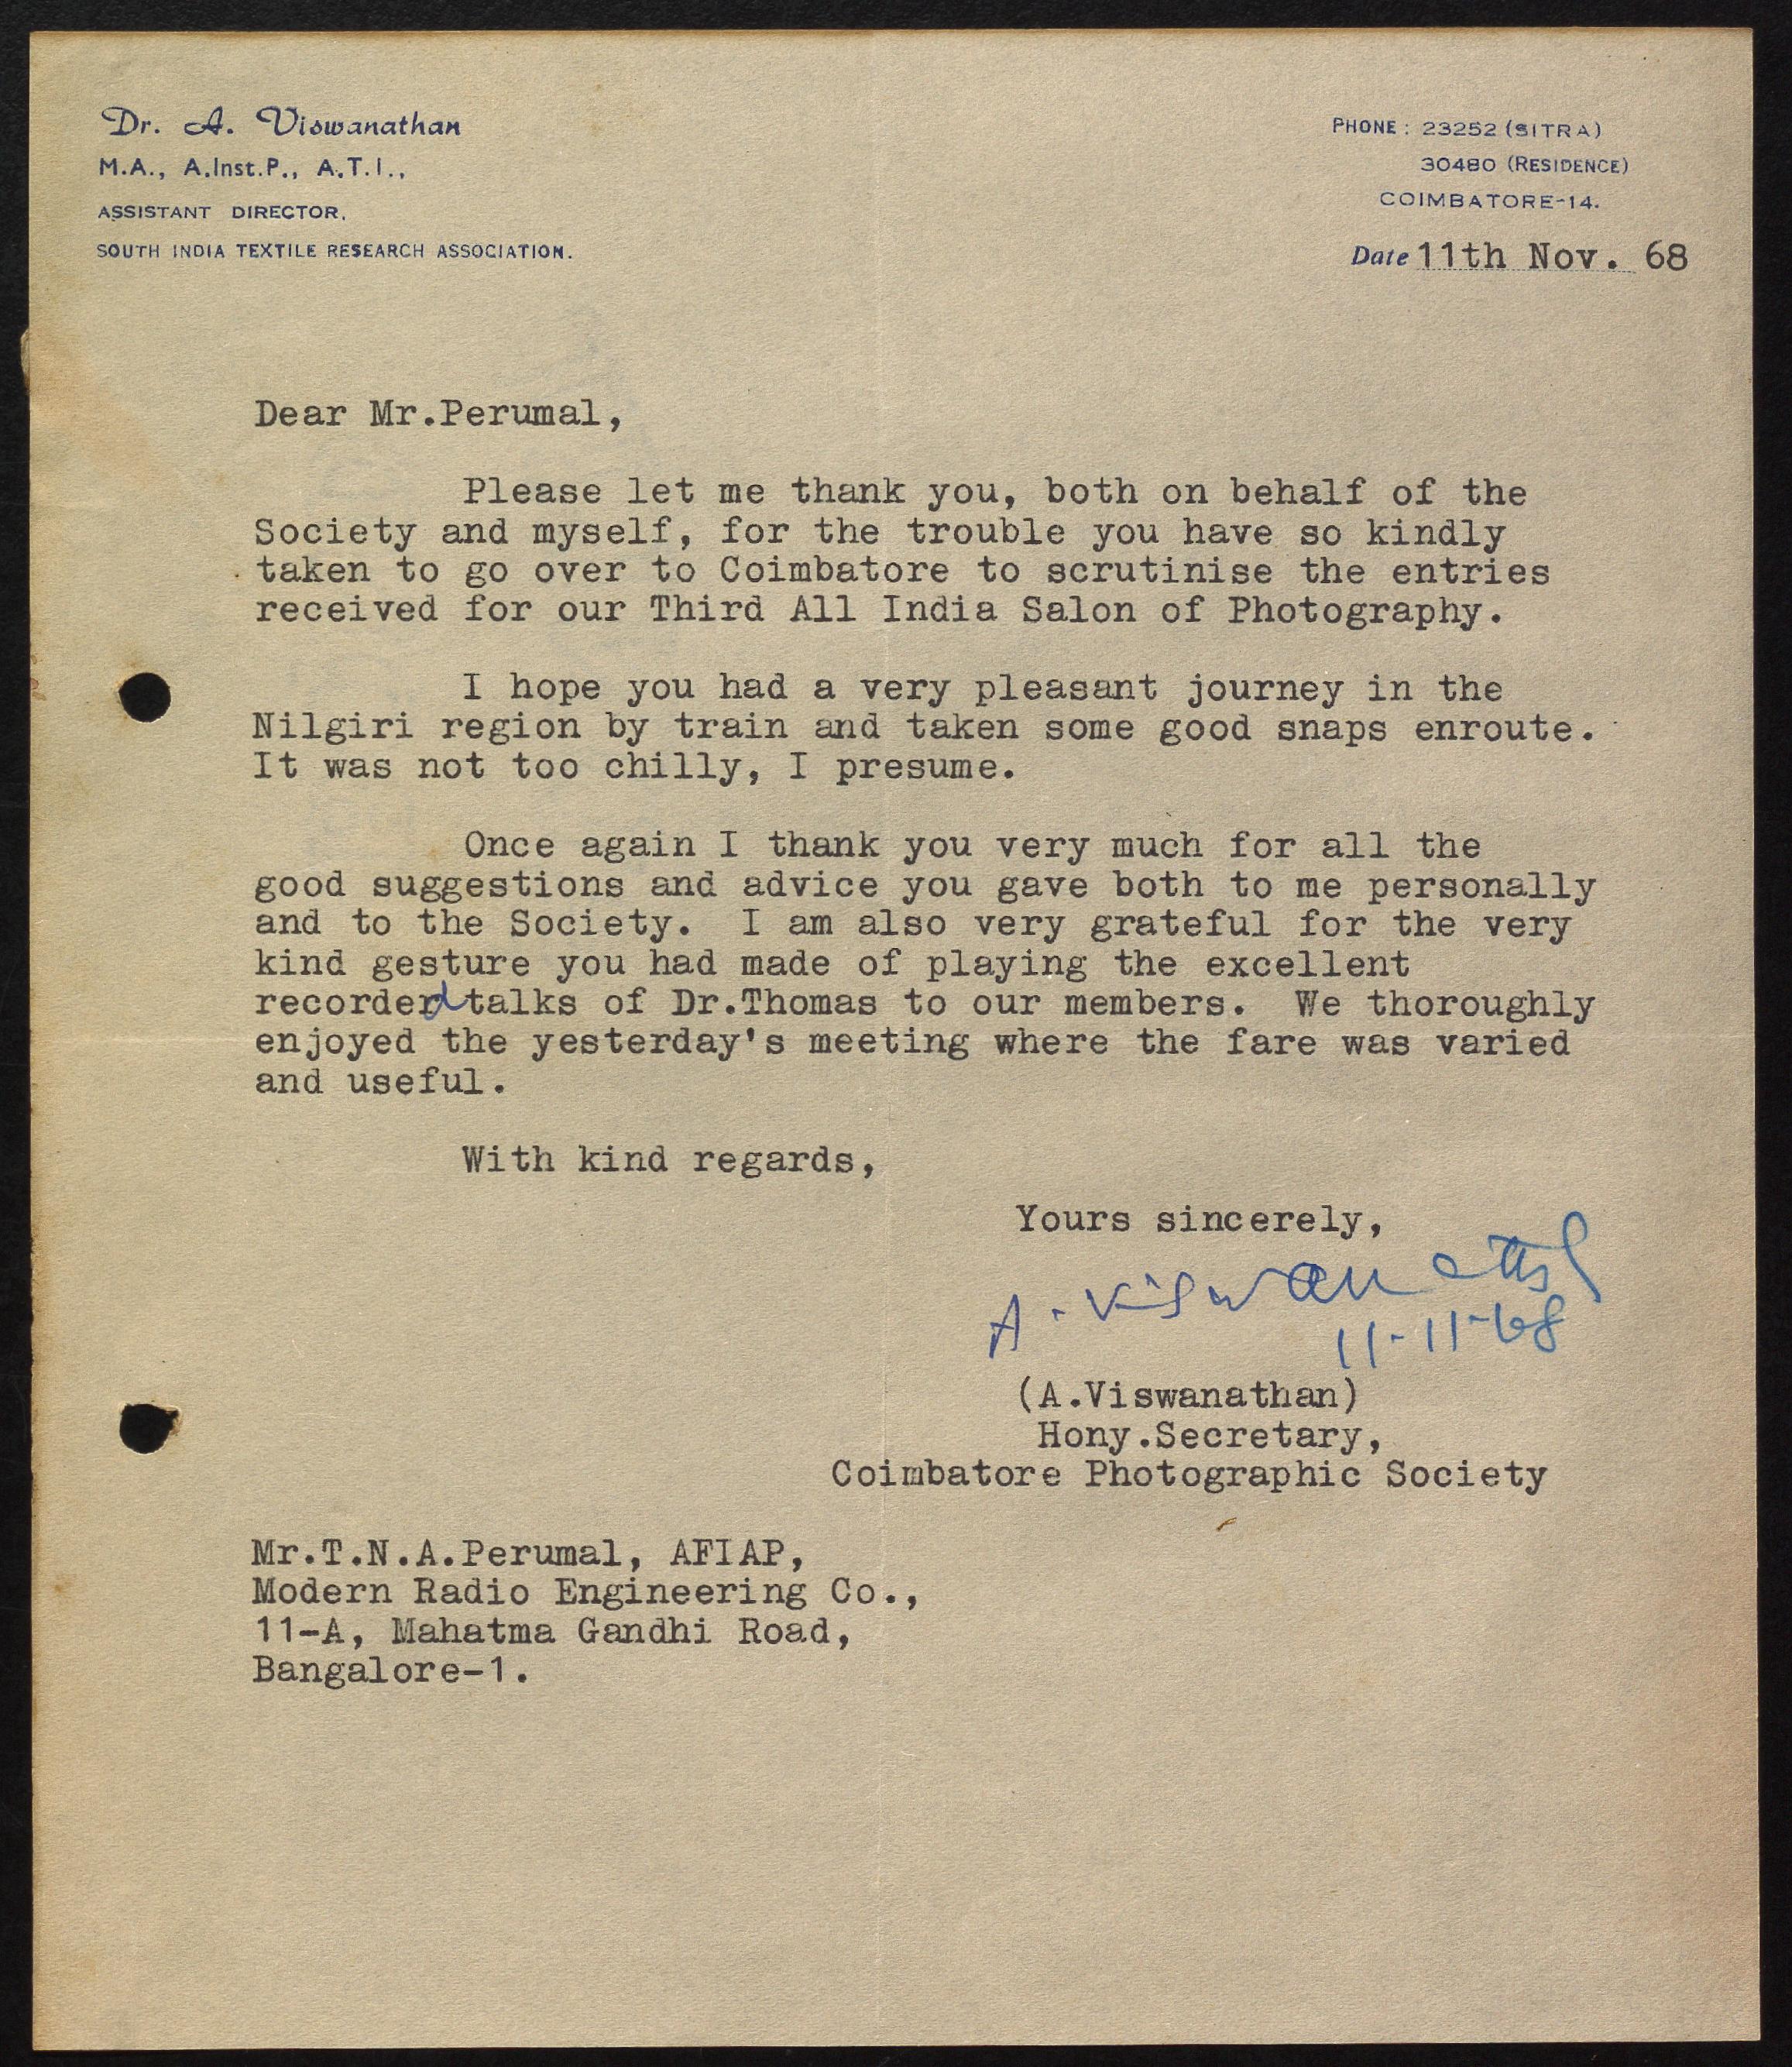 Dr. A. Viswanathan
M.A., A.Inst.P., A.T.I.,
ASSISTANT DIRECTOR,
SOUTH INDIA TEXTILE RESEARCH ASSOCIATION.
PHONE: 23252 (SITRA)
30480 (RESIDENCE)
COIMBATORE-14.
Date 11th Nov. 68
Dear Mr.Perumal,
Please let me thank you, both on behalf of the
Society and myself, for the trouble you have so kindly
taken to go over to Coimbatore to scrutinise the entries
received for our Third All India Salon of Photography.
I hope you had a very pleasant journey in the
Nilgiri region by train and taken some good snaps enroute.
It was not too chilly, I presume.
Once again I thank you very much for all the
good suggestions and advice you gave both to me personally
and to the Society. I am also very grateful for the very
kind gesture you had made of playing the excellent
recorded talks of Dr.Thomas to our members. We thoroughly
enjoyed the yesterday's meeting where the fare was varied
and useful.
With kind regards,
Yours sincerely,
A. Viswanathan
11-11-68
(A.Viswanathan)
Hony.Secretary,
Coimbatore Photographic Society
Mr.T.N.A.Perumal, AFIAP,
Modern Radio Engineering Co.,
11-A, Mahatma Gandhi Road,
Bangalore-1.